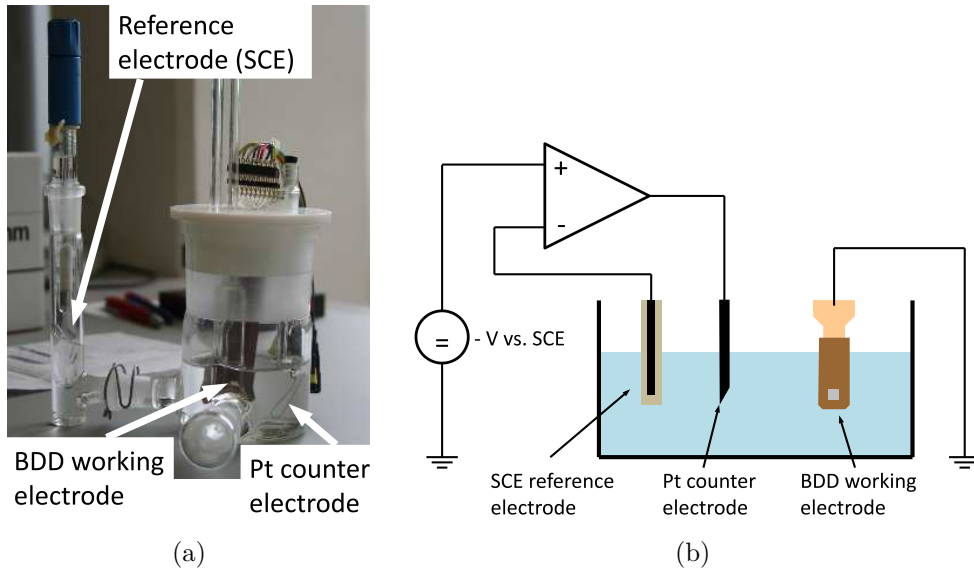 Reference
electrode (SCE)
nm
BDD working
electrode
Pt counter
electrode
(a)
+
-
=
- V vs. SCE
SCE reference
electrode
Pt counter
electrode
BDD working
electrode
(b)